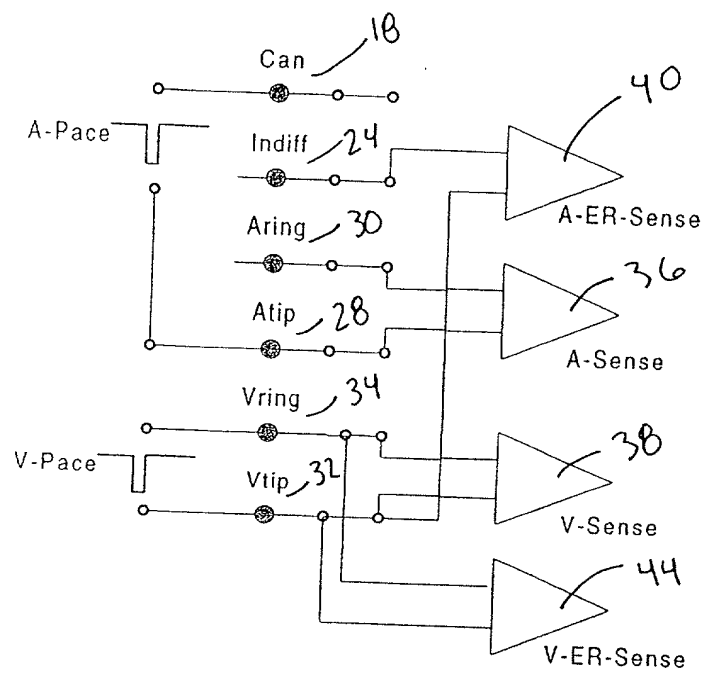 Can 18
A-Pace
Indiff 24
40
A-ER-Sense
Aring 30
36
Atip 28
A-Sense
Vring 34
V-Pace
38
Vtip 32
V-Sense
44
V-ER-Sense